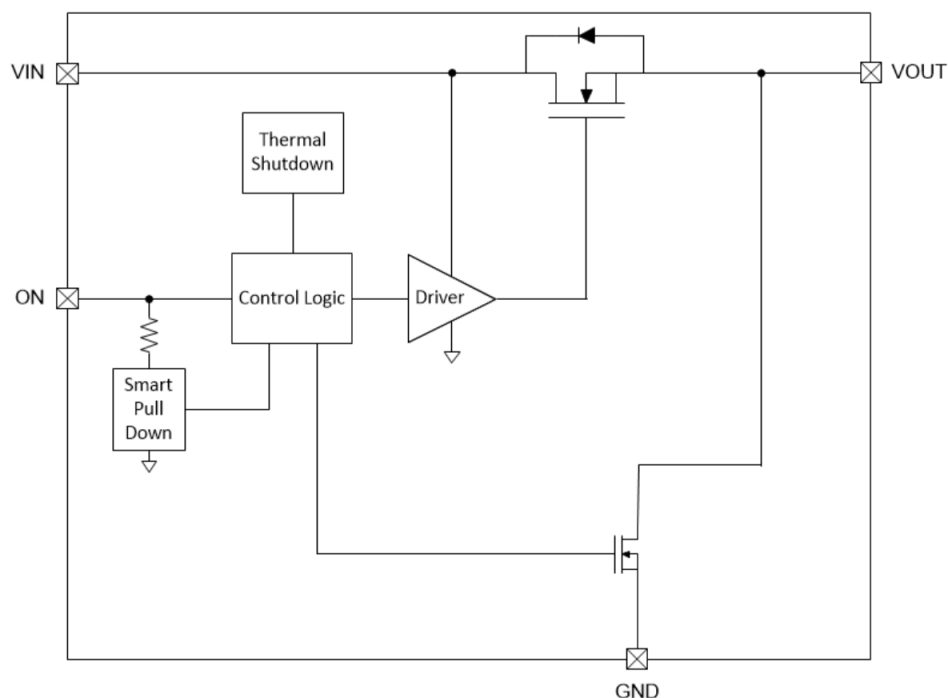 VIN
VOUT
Thermal
Shutdown
ON
Control Logic
Driver
Smart
Pull
Down
GND